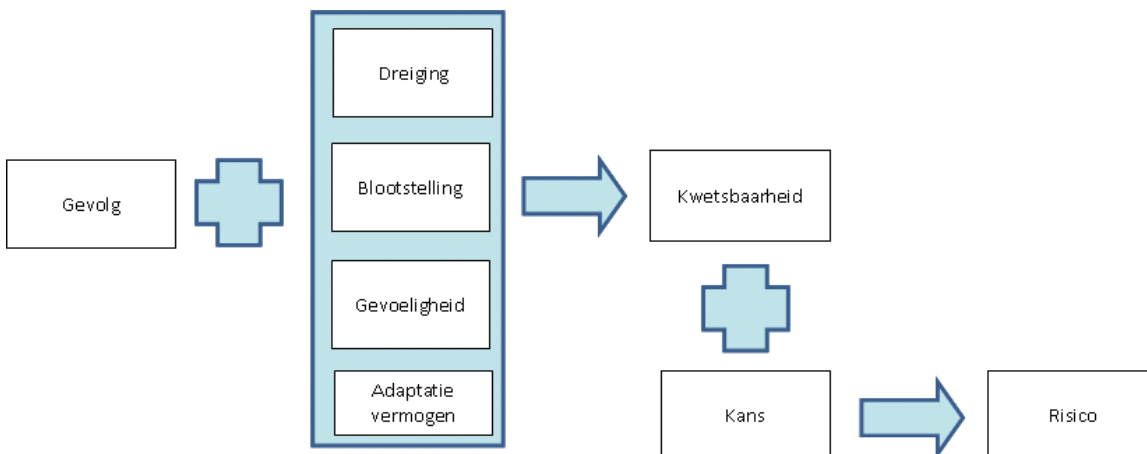 Gevolg
Dreiging
Blootstelling
Gevoeligheid
Adaptatie
vermogen
Kwetsbaarheid
Kans
Risico